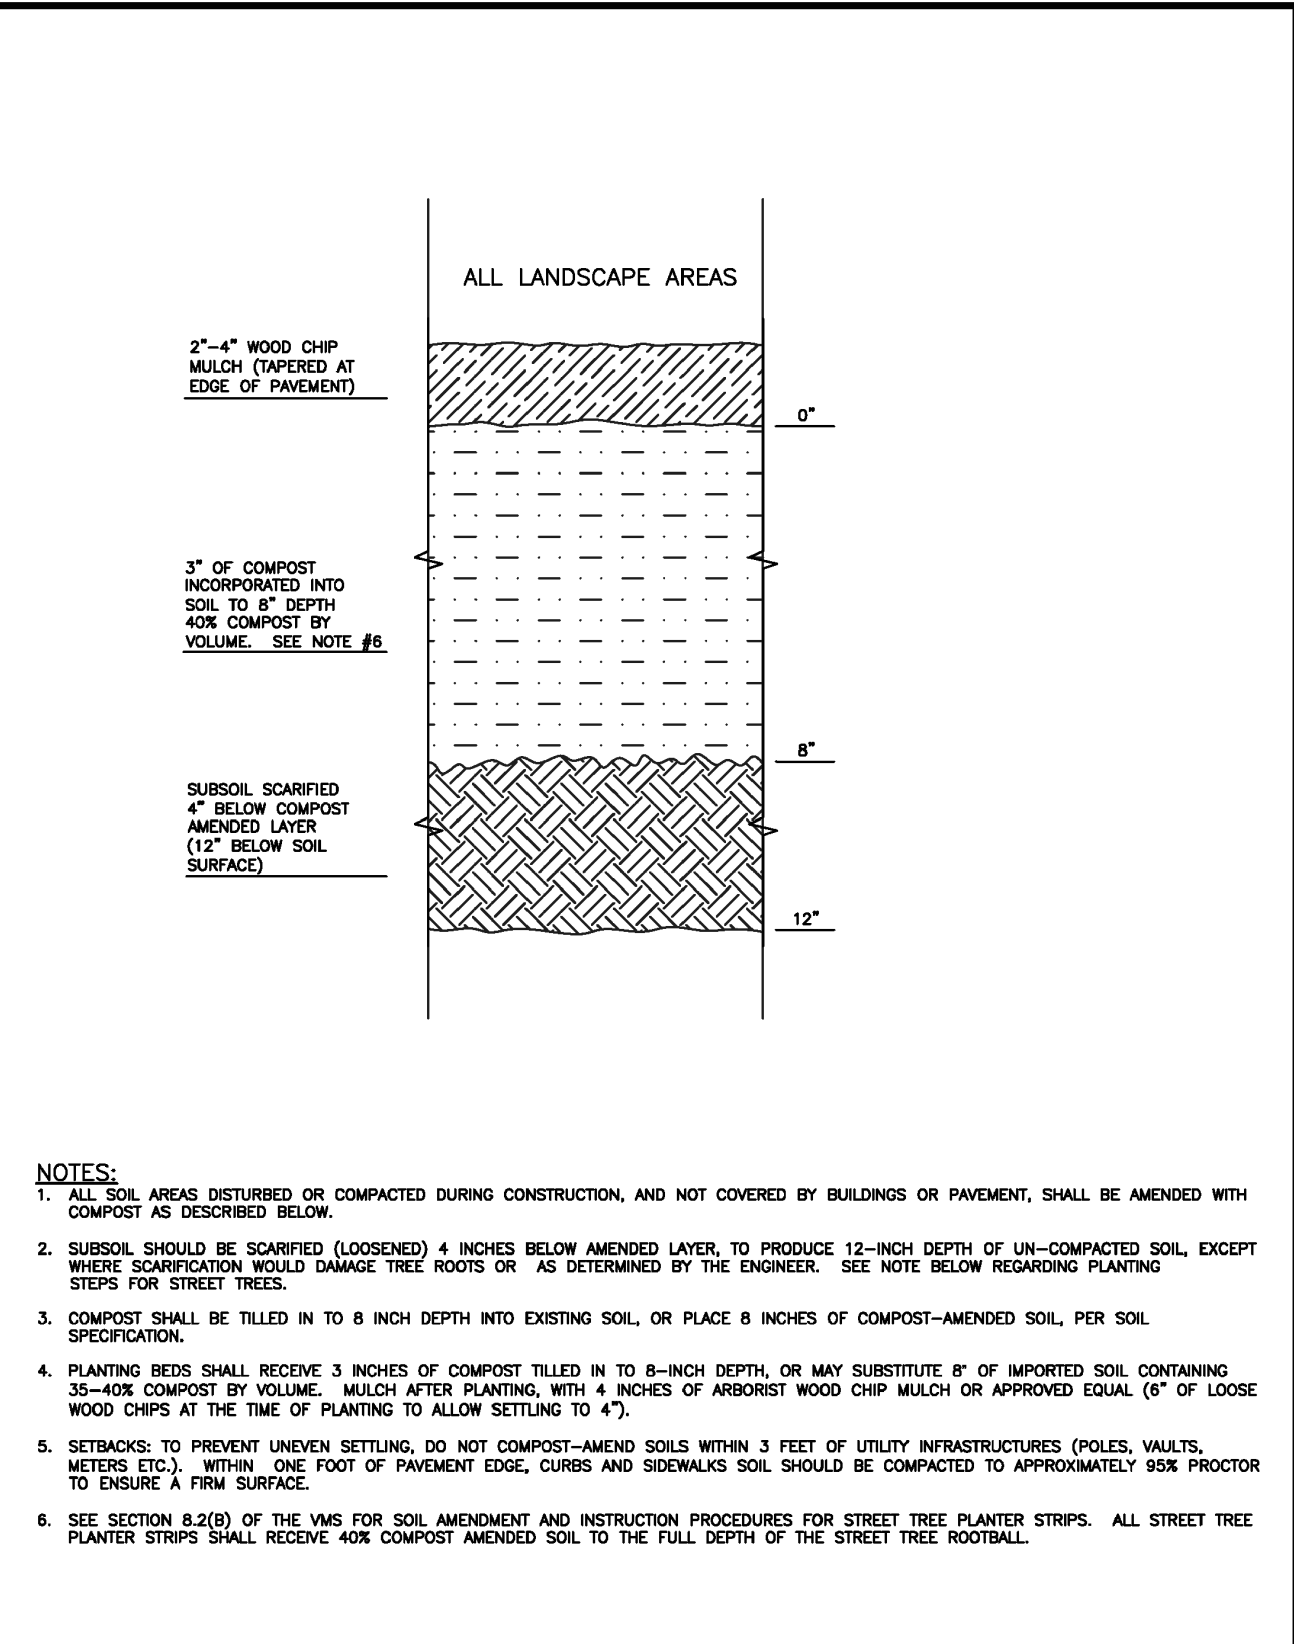 ALL LANDSCAPE AREAS
2"-4" WOOD CHIP
MULCH (TAPERED AT
EDGE OF PAVEMENT)
0"
3" OF COMPOST
INCORPORATED INTO
SOIL TO 8" DEPTH
40% COMPOST BY
VOLUME. SEE NOTE #6
8"
SUBSOIL SCARIFIED
4" BELOW COMPOST
AMENDED LAYER
(12" BELOW SOIL
SURFACE)
12"
NOTES:
1. ALL SOIL AREAS DISTURBED OR COMPACTED DURING CONSTRUCTION, AND NOT COVERED BY BUILDINGS OR PAVEMENT, SHALL BE AMENDED WITH
COMPOST AS DESCRIBED BELOW.
2. SUBSOIL SHOULD BE SCARIFIED (LOOSENED) 4 INCHES BELOW AMENDED LAYER, TO PRODUCE 12-INCH DEPTH OF UN-COMPACTED SOIL, EXCEPT
WHERE SCARIFICATION WOULD DAMAGE TREE ROOTS OR AS DETERMINED BY THE ENGINEER. SEE NOTE BELOW REGARDING PLANTING
STEPS FOR STREET TREES.
3. COMPOST SHALL BE TILLED IN TO 8 INCH DEPTH INTO EXISTING SOIL, OR PLACE 8 INCHES OF COMPOST-AMENDED SOIL, PER SOIL
SPECIFICATION.
4. PLANTING BEDS SHALL RECEIVE 3 INCHES OF COMPOST TILLED IN TO 8-INCH DEPTH, OR MAY SUBSTITUTE 8" OF IMPORTED SOIL CONTAINING
35-40% COMPOST BY VOLUME. MULCH AFTER PLANTING, WITH 4 INCHES OF ARBORIST WOOD CHIP MULCH OR APPROVED EQUAL (6" OF LOOSE
WOOD CHIPS AT THE TIME OF PLANTING TO ALLOW SETTLING TO 4").
5. SETBACKS: TO PREVENT UNEVEN SETTLING, DO NOT COMPOST-AMEND SOILS WITHIN 3 FEET OF UTILITY INFRASTRUCTURES (POLES, VAULTS,
METERS ETC.). WITHIN ONE FOOT OF PAVEMENT EDGE, CURBS AND SIDEWALKS SOIL SHOULD BE COMPACTED TO APPROXIMATELY 95% PROCTOR
TO ENSURE A FIRM SURFACE.
6. SEE SECTION 8.2(B) OF THE VMS FOR SOIL AMENDMENT AND INSTRUCTION PROCEDURES FOR STREET TREE PLANTER STRIPS. ALL STREET TREE
PLANTER STRIPS SHALL RECEIVE 40% COMPOST AMENDED SOIL TO THE FULL DEPTH OF THE STREET TREE ROOTBALL.